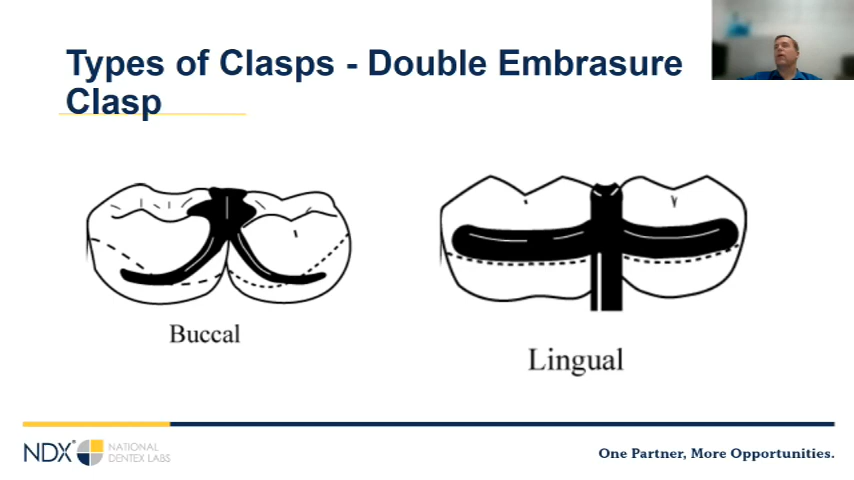 Types of Clasps - Double Embrasure
Clasp
Buccal
Lingual
NDX® NATIONAL
DENTEX LABS
One Partner, More Opportunities.